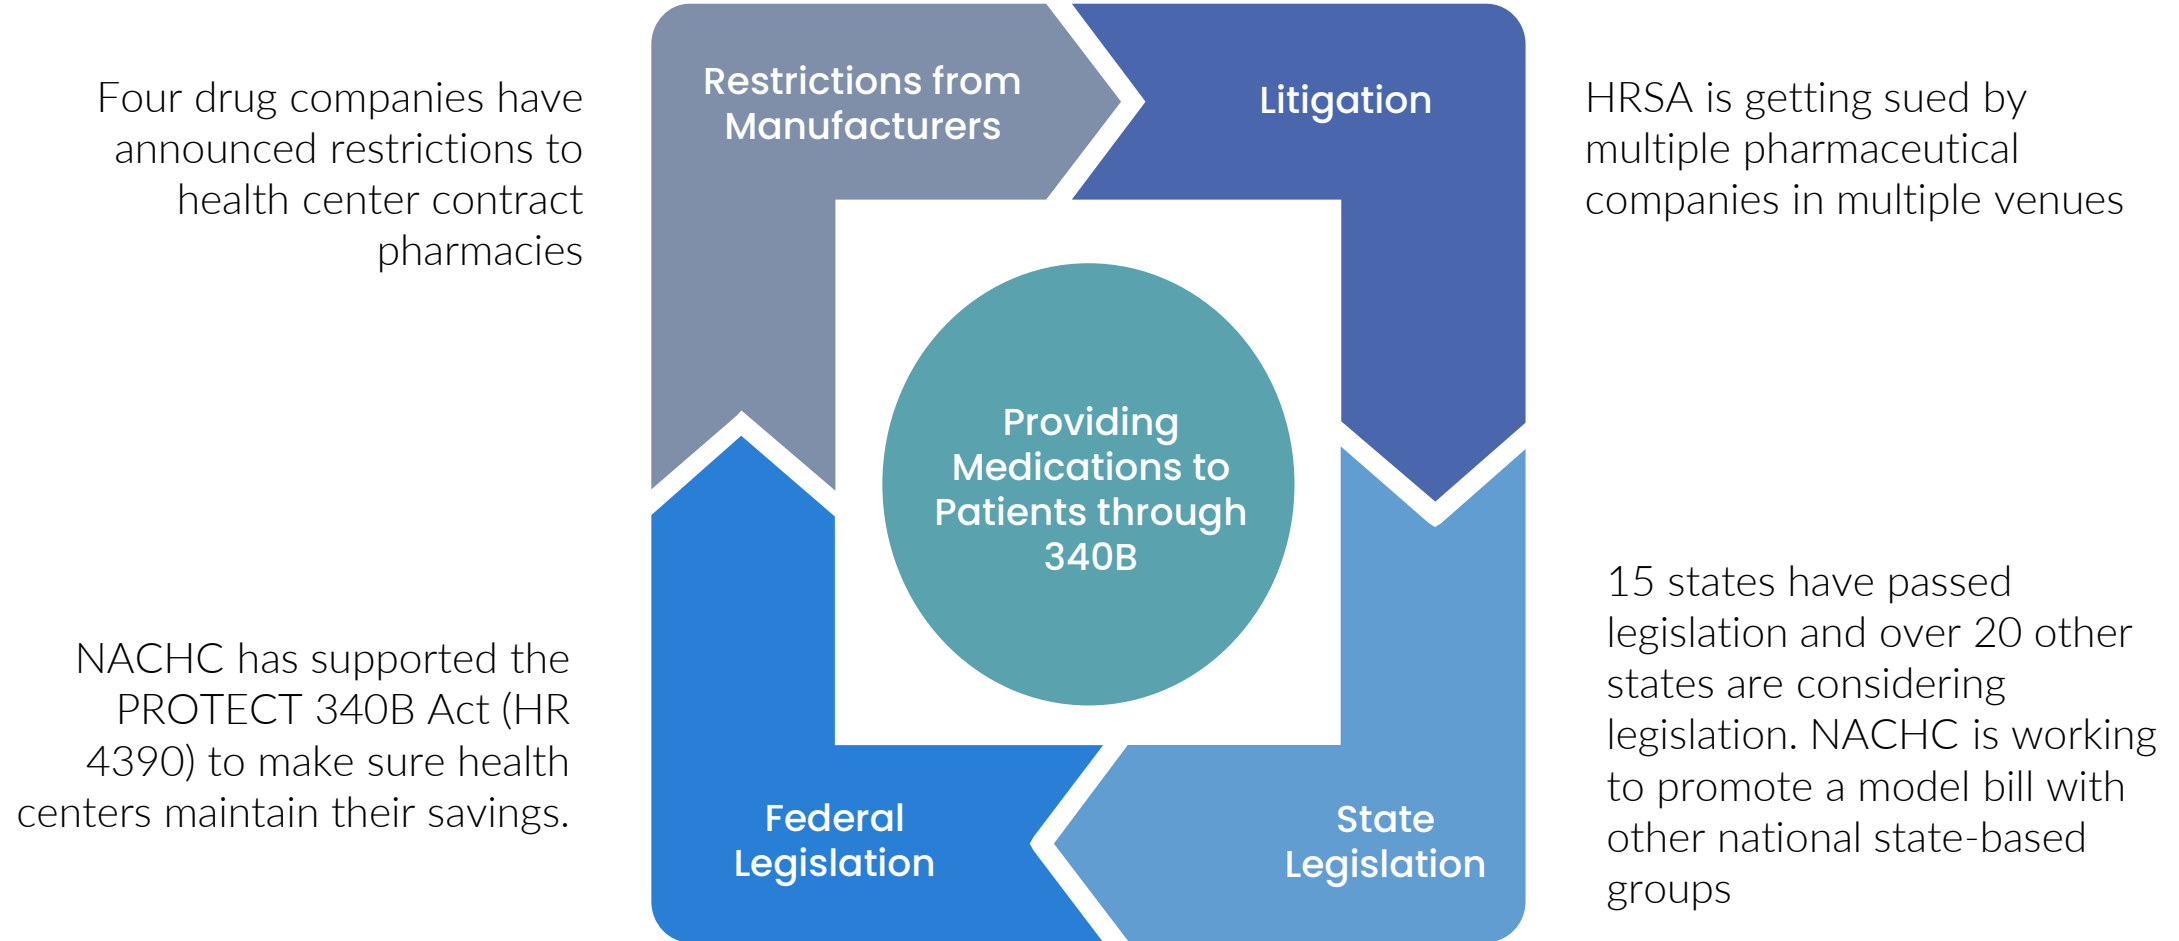 Four drug companies have
announced restrictions to
health center contract
pharmacies
Restrictions from
Manufacturers
Litigation
HRSA is getting sued by
multiple pharmaceutical
companies in multiple venues
Providing
Medications to
Patients through
340B
NACHC has supported the
PROTECT 340B Act (HR
4390) to make sure health
centers maintain their savings.
Federal
Legislation
State
Legislation
15 states have passed
legislation and over 20 other
states are considering
legislation. NACHC is working
to promote a model bill with
other national state-based
groups